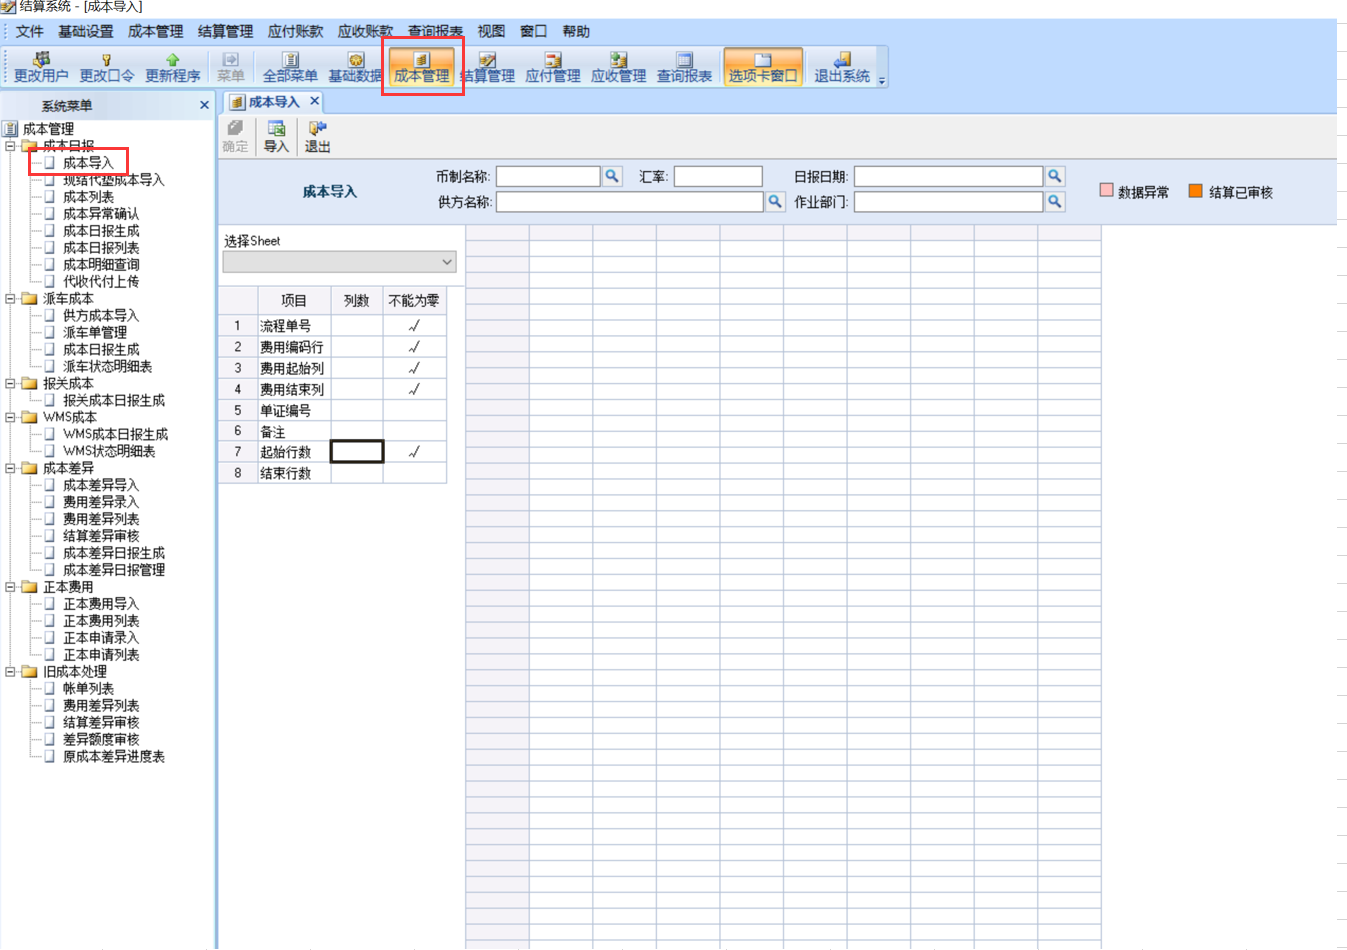 结算系统 - [成本导入]
文件 基础设置 成本管理 结算管理 应付账款 应收账款 查询报表 视图 窗口 帮助
更改用户 更改口令 更新程序 菜单 全部菜单 基础数据 成本管理 结算管理 应付管理 应收管理 查询报表 选项卡窗口 退出系统
系统菜单
成本管理
成本日报
成本导入
现结代垫成本导入
成本列表
成本异常确认
成本日报生成
成本日报列表
成本明细查询
代收代付上传
派车成本
供方成本导入
派车单管理
成本日报生成
派车状态明细表
报关成本
报关成本日报生成
WMS成本
WMS成本日报生成
WMS状态明细表
成本差异
成本差异导入
费用差异录入
费用差异列表
结算差异审核
成本差异日报生成
成本差异日报管理
正本费用
正本费用导入
正本费用列表
正本申请录入
正本申请列表
旧成本处理
帐单列表
费用差异列表
结算差异审核
差异额度审核
原成本差异进度表
成本导入
确定 导入 退出
成本导入
币制名称: 汇率: 日报日期:
供方名称: 作业部门:
数据异常 结算已审核
选择Sheet
项目 列数 不能为零
1 流程单号 √
2 费用编码行 √
3 费用起始列 √
4 费用结束列 √
5 单证编号
6 备注
7 起始行数 √
8 结束行数